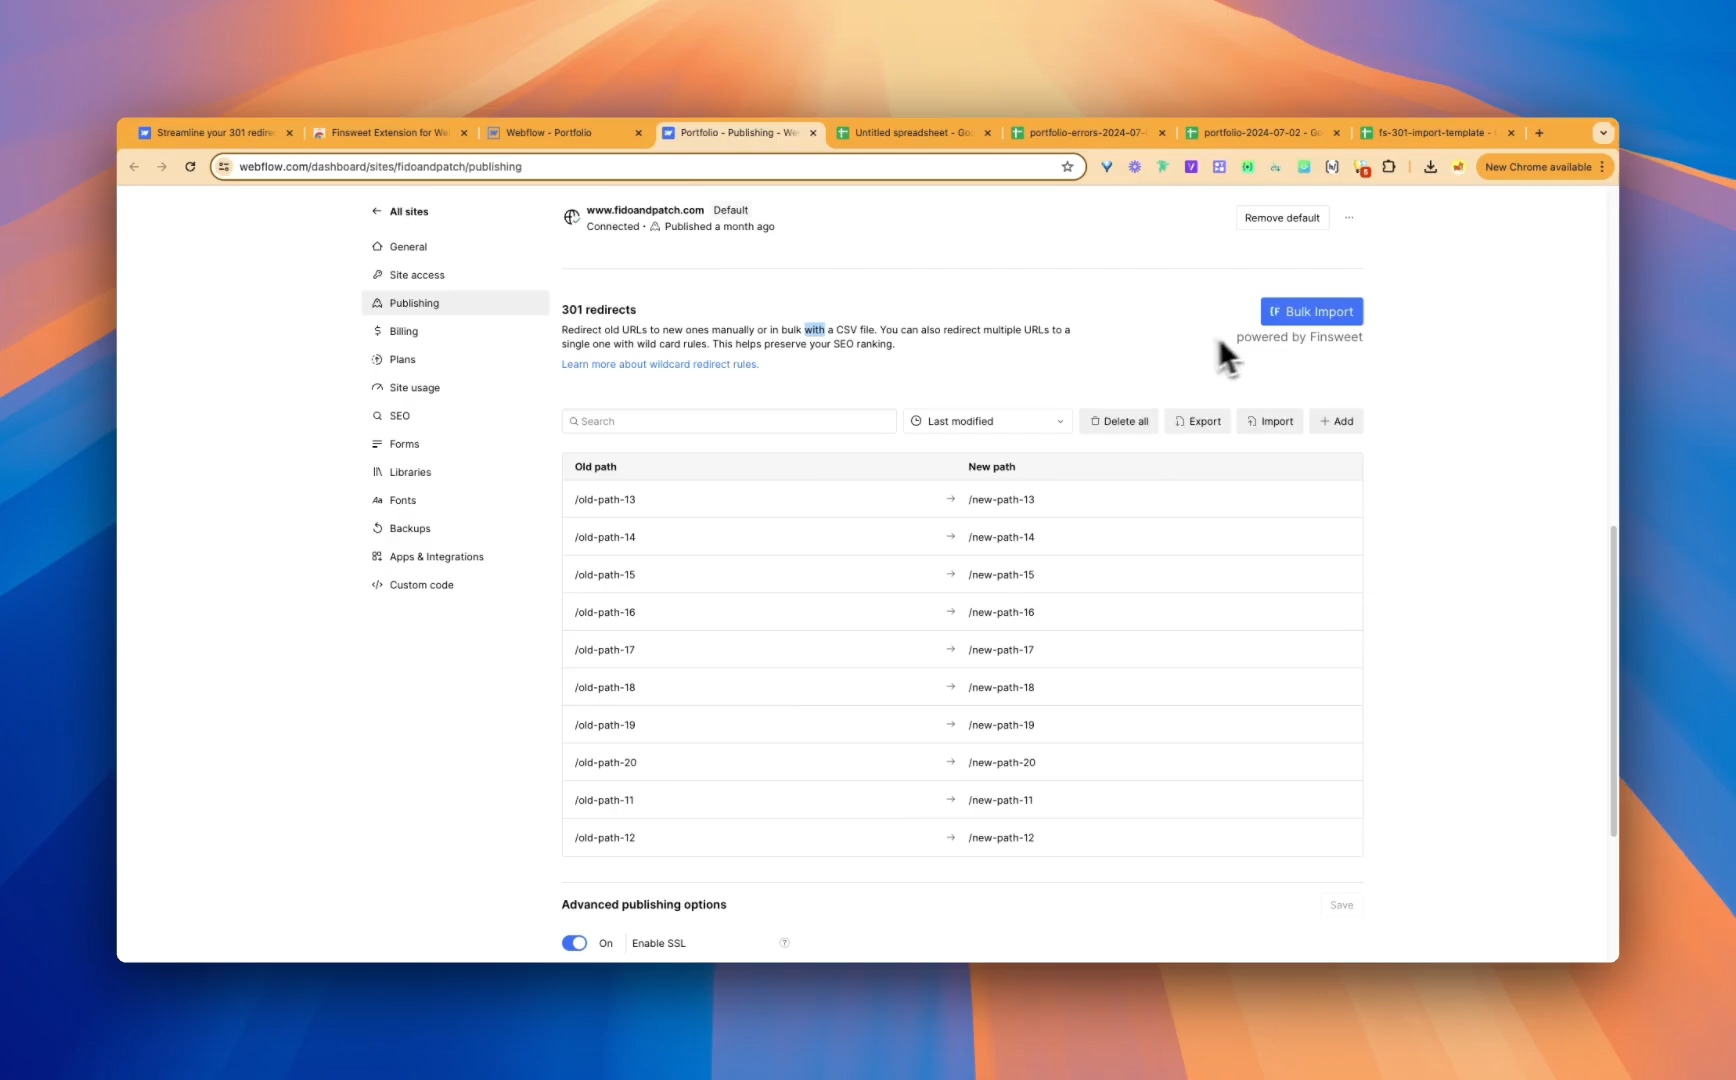 Streamline your 301 redire
Finsweet Extension for We
Webflow - Portfolio
Portfolio - Publishing - We
Untitled spreadsheet - Go
portfolio-errors-2024-07-
portfolio-2024-07-02 - Go
fs-301-import-template -
webflow.com/dashboard/sites/fidoandpatch/publishing
New Chrome available
All sites
General
Site access
Publishing
Billing
Plans
Site usage
SEO
Forms
Libraries
Fonts
Backups
Apps & Integrations
Custom code
www.fidoandpatch.com Default
Connected • Published a month ago
Remove default
301 redirects
Redirect old URLs to new ones manually or in bulk with a CSV file. You can also redirect multiple URLs to a
single one with wild card rules. This helps preserve your SEO ranking.
Learn more about wildcard redirect rules.
Bulk Import
powered by Finsweet
Search
Last modified
Delete all
Export
Import
Add
Old path New path
/old-path-13 → /new-path-13
/old-path-14 → /new-path-14
/old-path-15 → /new-path-15
/old-path-16 → /new-path-16
/old-path-17 → /new-path-17
/old-path-18 → /new-path-18
/old-path-19 → /new-path-19
/old-path-20 → /new-path-20
/old-path-11 → /new-path-11
/old-path-12 → /new-path-12
Advanced publishing options
Save
On Enable SSL